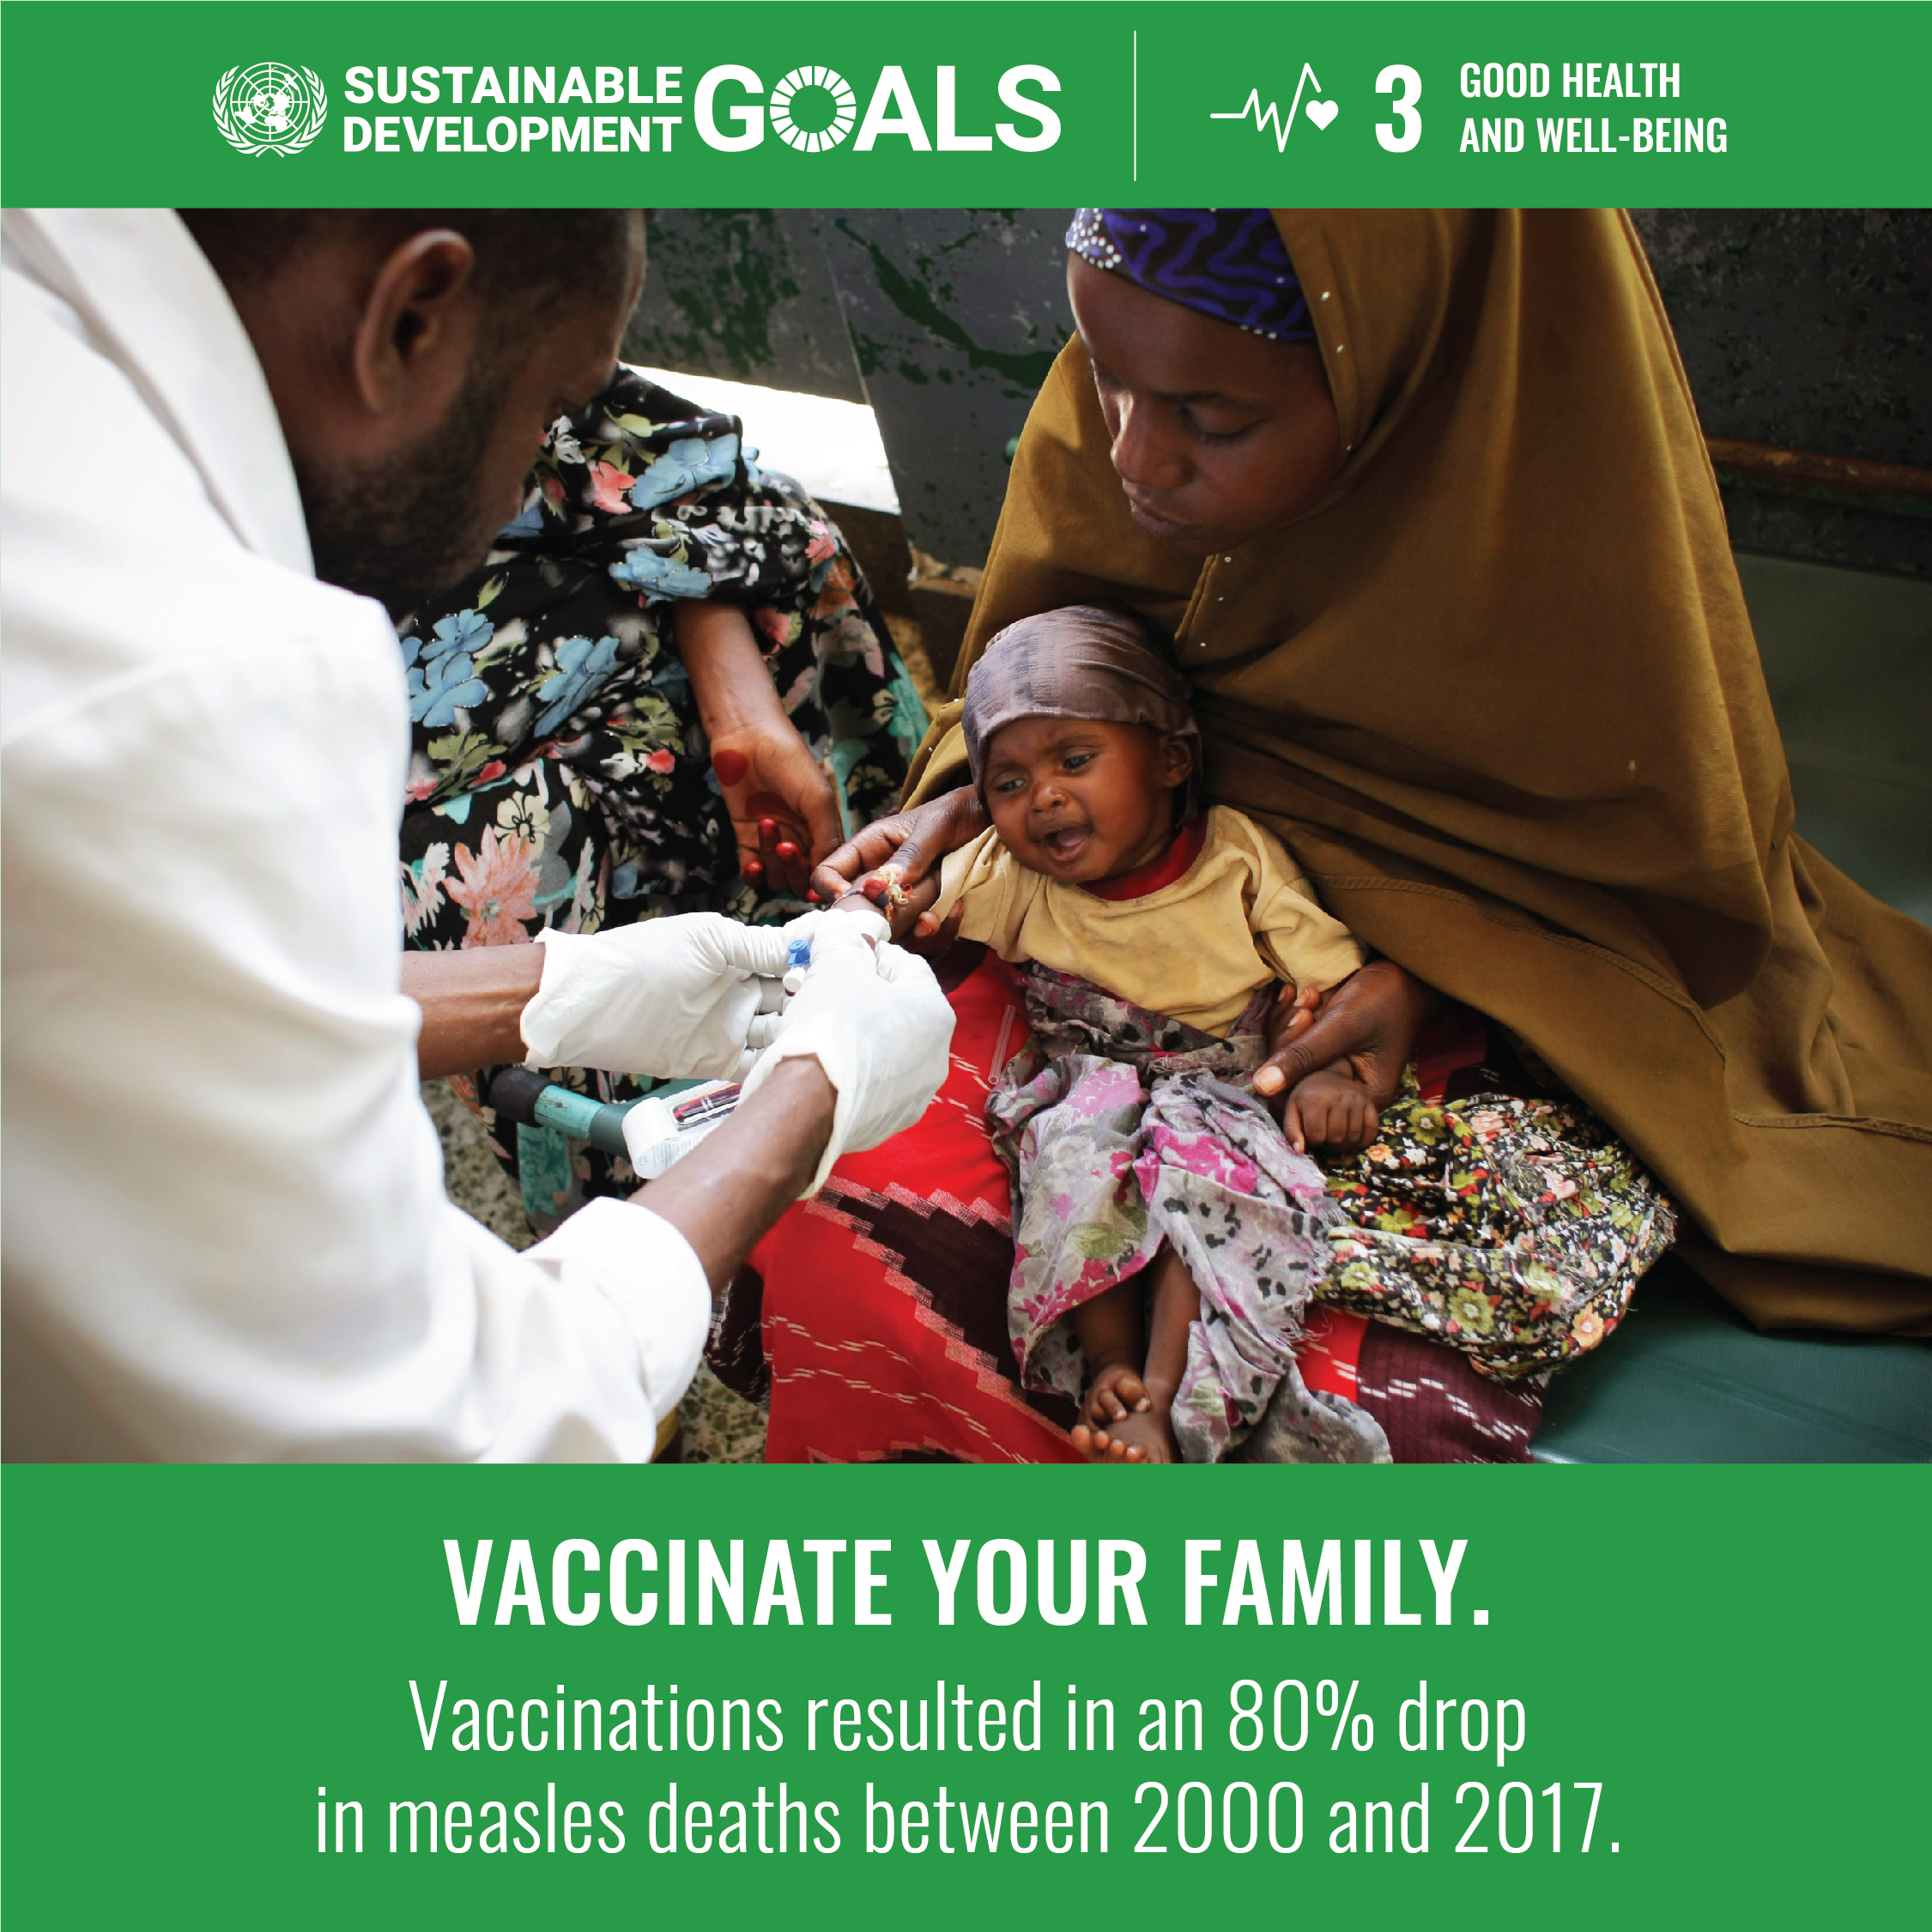 SUSTAINABLE
DEVELOPMENT
GOALS
3
GOOD HEALTH
AND WELL-BEING
VACCINATE YOUR FAMILY.
Vaccinations resulted in an 80% drop
in measles deaths between 2000 and 2017.